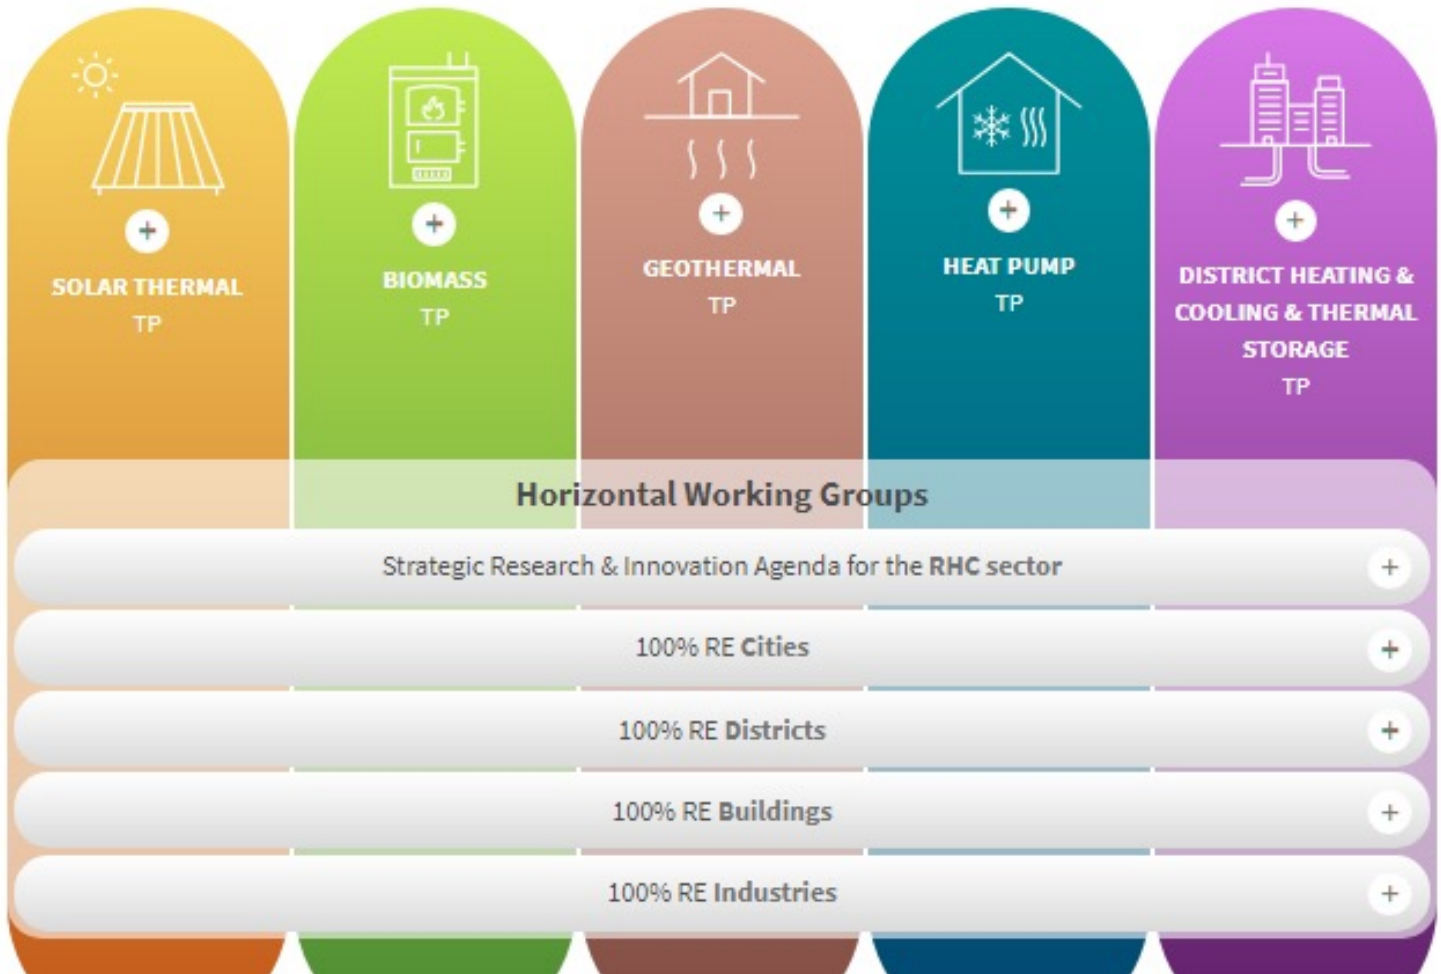 SOLAR THERMAL
TP
BIOMASS
TP
GEOTHERMAL
TP
HEAT PUMP
TP
DISTRICT HEATING &
COOLING & THERMAL
STORAGE
TP
Horizontal Working Groups
Strategic Research & Innovation Agenda for the RHC sector
100% RE Cities
100% RE Districts
100% RE Buildings
100% RE Industries